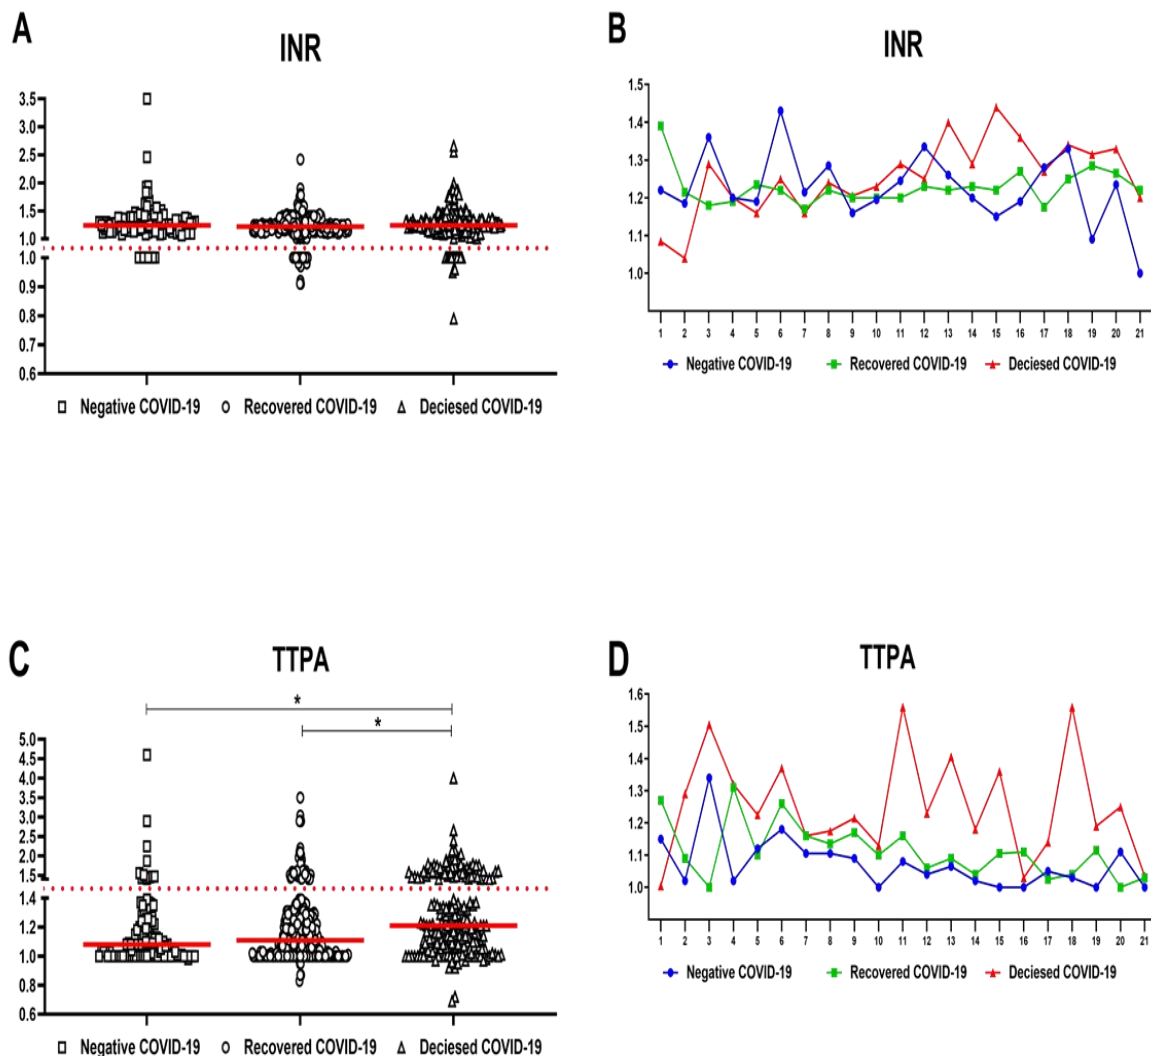 A
INR
3.5
3.0
2.5
2.0
1.5
1.0
1.0
0.9
0.8
0.7
0.6
Negative COVID-19 Recovered COVID-19 Deciesed COVID-19
B
INR
1.5
1.4
1.3
1.2
1.1
1.0
1 2 3 4 5 6 7 8 9 10 11 12 13 14 15 16 17 18 19 20 21
Negative COVID-19 Recovered COVID-19 Deciesed COVID-19
C
TTPA
*
*
5.0
4.5
4.0
3.5
3.0
2.5
2.0
1.5
1.4
1.2
1.0
0.8
0.6
Negative COVID-19 Recovered COVID-19 Deciesed COVID-19
D
TTPA
1.6
1.5
1.4
1.3
1.2
1.1
1.0
1 2 3 4 5 6 7 8 9 10 11 12 13 14 15 16 17 18 19 20 21
Negative COVID-19 Recovered COVID-19 Deciesed COVID-19